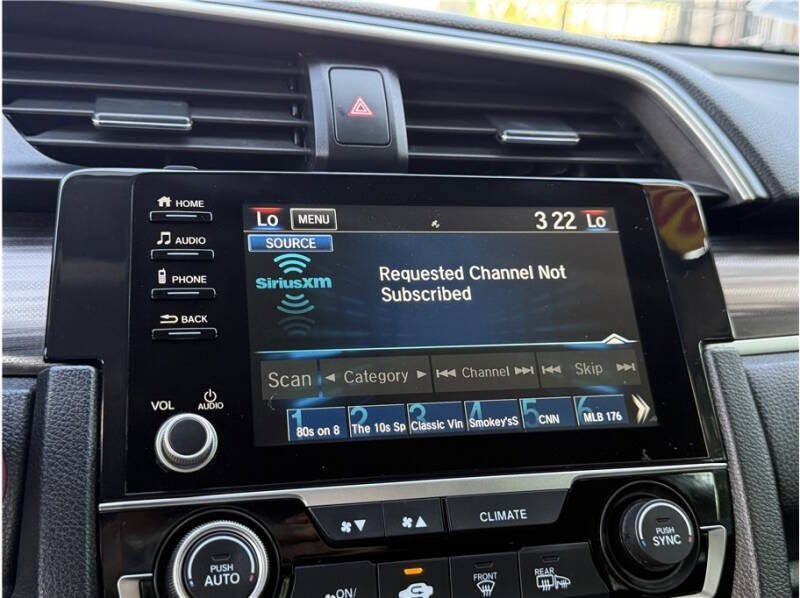 HOME
Lo MENU 3 22 Lo
AUDIO
SOURCE
SiriusXM
Requested Channel Not
Subscribed
PHONE
BACK
Scan Category Channel Skip
VOL AUDIO
1 2 3 4 5 6
80s on 8 The 10s Sp Classic Vin Smokey'sS CNN MLB 176
CLIMATE
PUSH
AUTO
PUSH
SYNC
ON/
FRONT
REAR